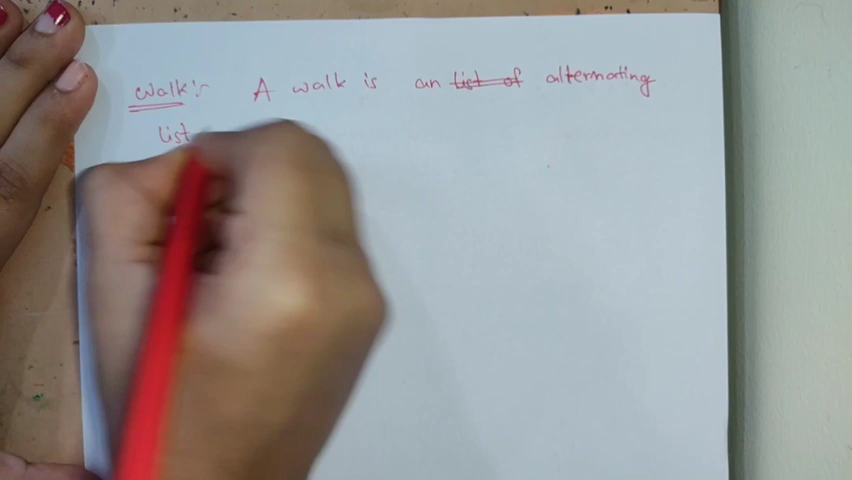 Walk :- A walk is an list of alternating
list